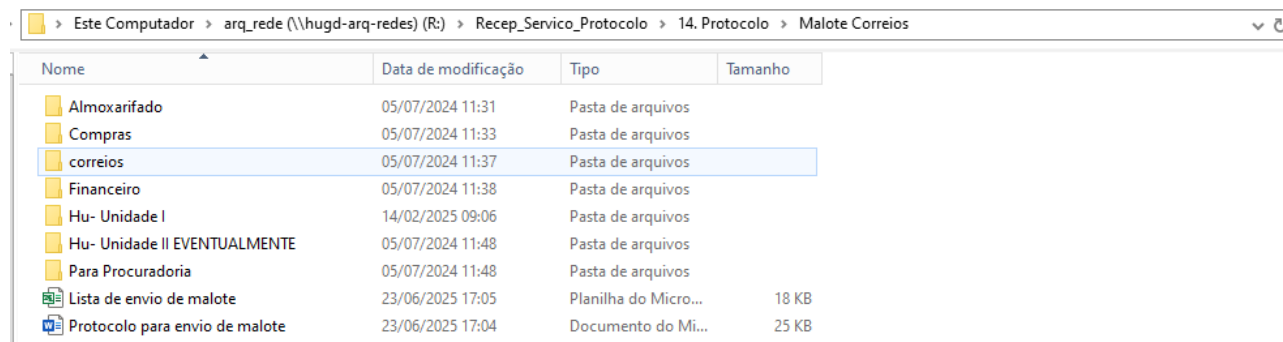 Este Computador > arq_rede (\\hugd-arq-redes) (R:) > Recep_Servico_Protocolo > 14. Protocolo > Malote Correios
Nome Data de modificação Tipo Tamanho
Almoxarifado 05/07/2024 11:31 Pasta de arquivos
Compras 05/07/2024 11:33 Pasta de arquivos
correios 05/07/2024 11:37 Pasta de arquivos
Financeiro 05/07/2024 11:38 Pasta de arquivos
Hu- Unidade I 14/02/2025 09:06 Pasta de arquivos
Hu- Unidade II EVENTUALMENTE 05/07/2024 11:48 Pasta de arquivos
Para Procuradoria 05/07/2024 11:48 Pasta de arquivos
Lista de envio de malote 23/06/2025 17:05 Planilha do Micro... 18 KB
Protocolo para envio de malote 23/06/2025 17:04 Documento do Mi... 25 KB